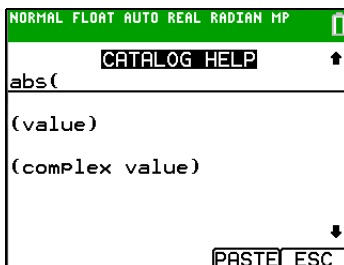 NORMAL FLOAT AUTO REAL RADIAN MP
CATALOG HELP
abs(
(value)
(complex value)
PASTE ESC